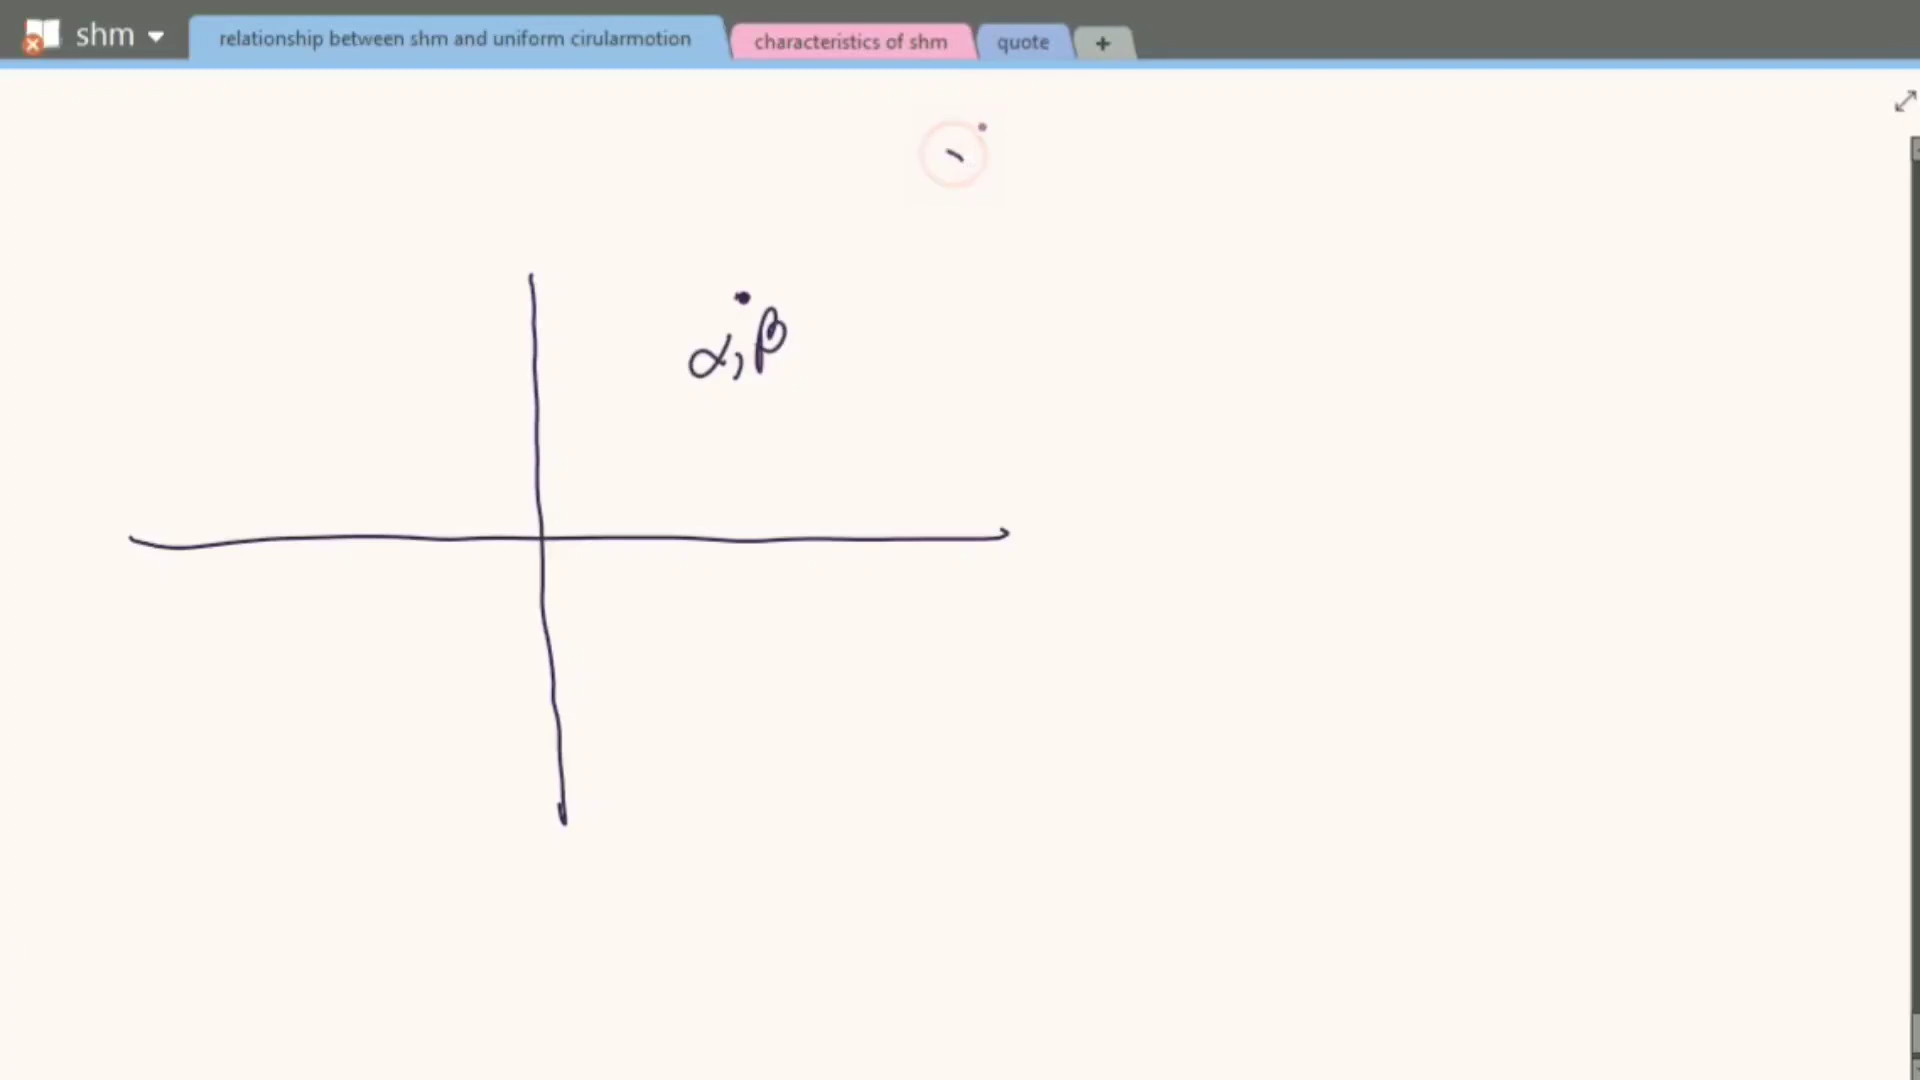 shm
relationship between shm and uniform cirularmotion
characteristics of shm
quote
+
α, β